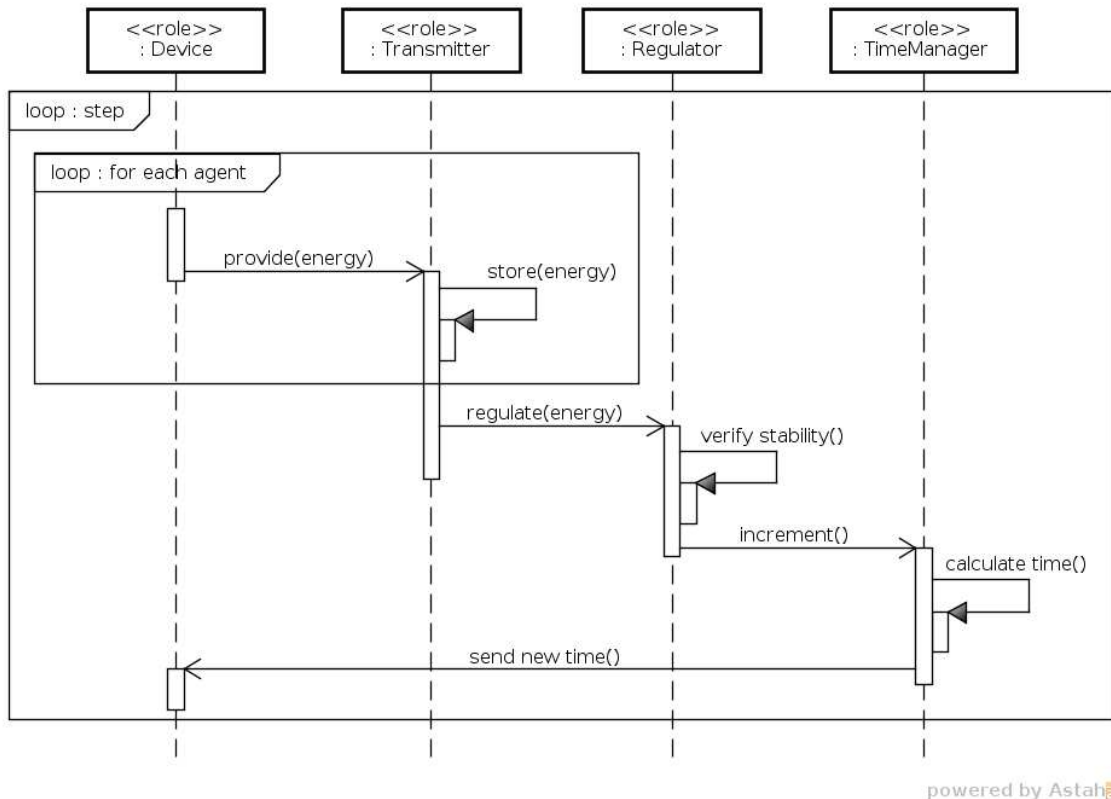 <<role>>
: Device
<<role>>
: Transmitter
<<role>>
: Regulator
<<role>>
: TimeManager
loop : step
loop : for each agent
provide(energy)
store(energy)
regulate(energy)
verify stability()
increment()
calculate time()
send new time()
powered by Astah